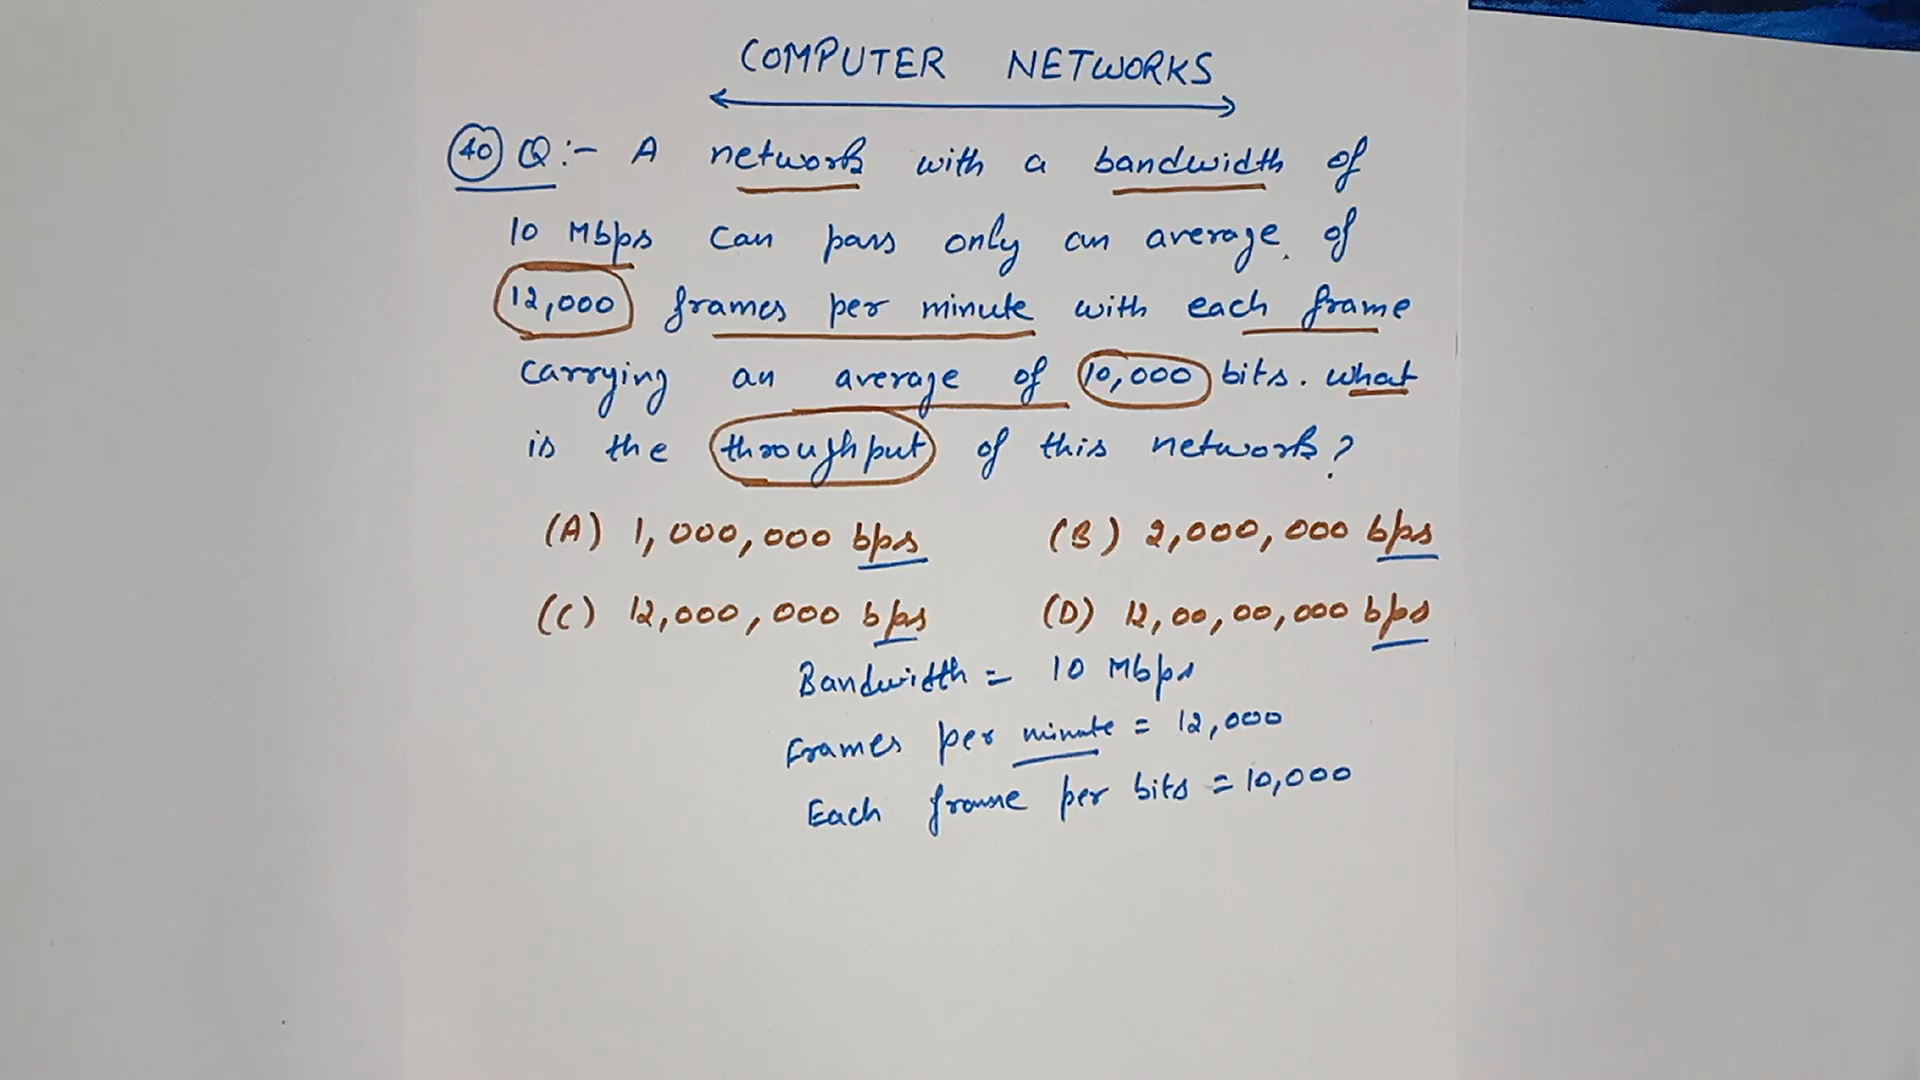 COMPUTER NETWORKS
40 Q:- A network with a bandwidth of
10 Mbps can pass only an average of
12,000 frames per minute with each frame
carrying an average of 10,000 bits. what
is the throughput of this network?
(A) 1,000,000 bps (B) 2,000,000 bps
(C) 12,000,000 bps (D) 12,00,00,000 bps
Bandwidth = 10 Mbps
Frames per minute = 12,000
Each frame per bits = 10,000